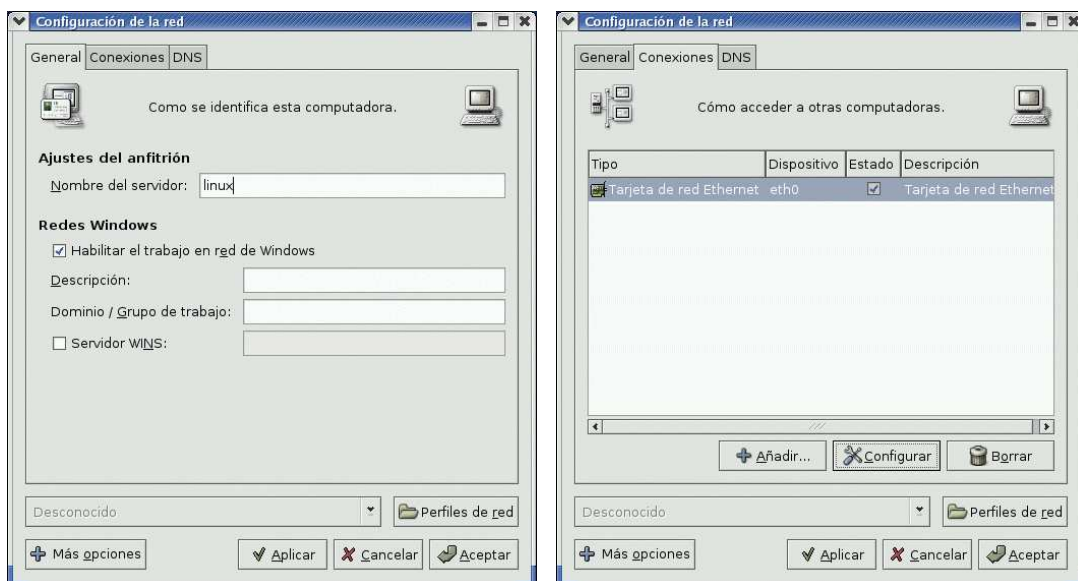 Configuración de la red
General Conexiones DNS
Como se identifica esta computadora.
Ajustes del anfitrión
Nombre del servidor: linux
Redes Windows
Habilitar el trabajo en red de Windows
Descripción:
Dominio / Grupo de trabajo:
Servidor WINS:
Desconocido
Perfiles de red
Más opciones Aplicar Cancelar Aceptar
Configuración de la red
General Conexiones DNS
Cómo acceder a otras computadoras.
Tipo Dispositivo Estado Descripción
Tarjeta de red Ethernet eth0 Tarjeta de red Ethernet
Añadir... Configurar Borrar
Desconocido
Perfiles de red
Más opciones Aplicar Cancelar Aceptar